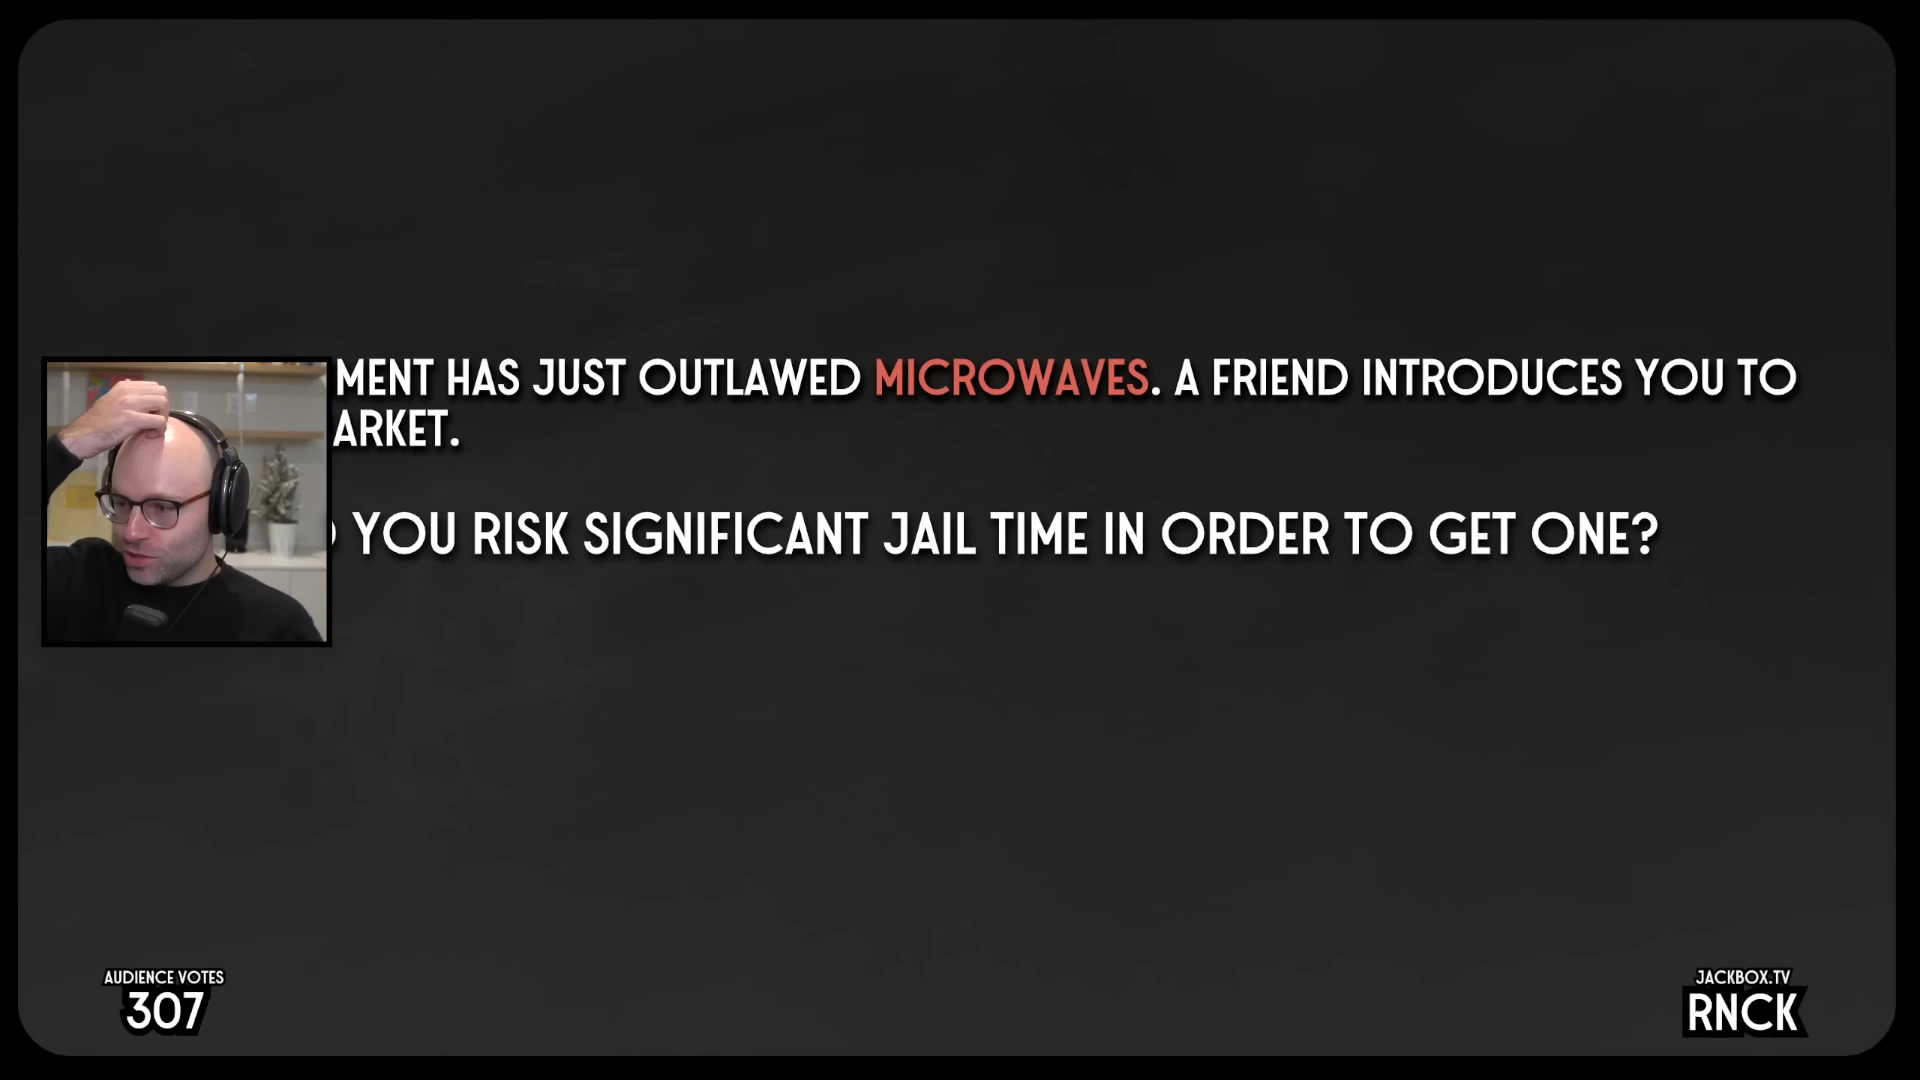 MENT HAS JUST OUTLAWED MICROWAVES. A FRIEND INTRODUCES YOU TO
ARKET.
YOU RISK SIGNIFICANT JAIL TIME IN ORDER TO GET ONE?
AUDIENCE VOTES
307
JACKBOX.TV
RNCK